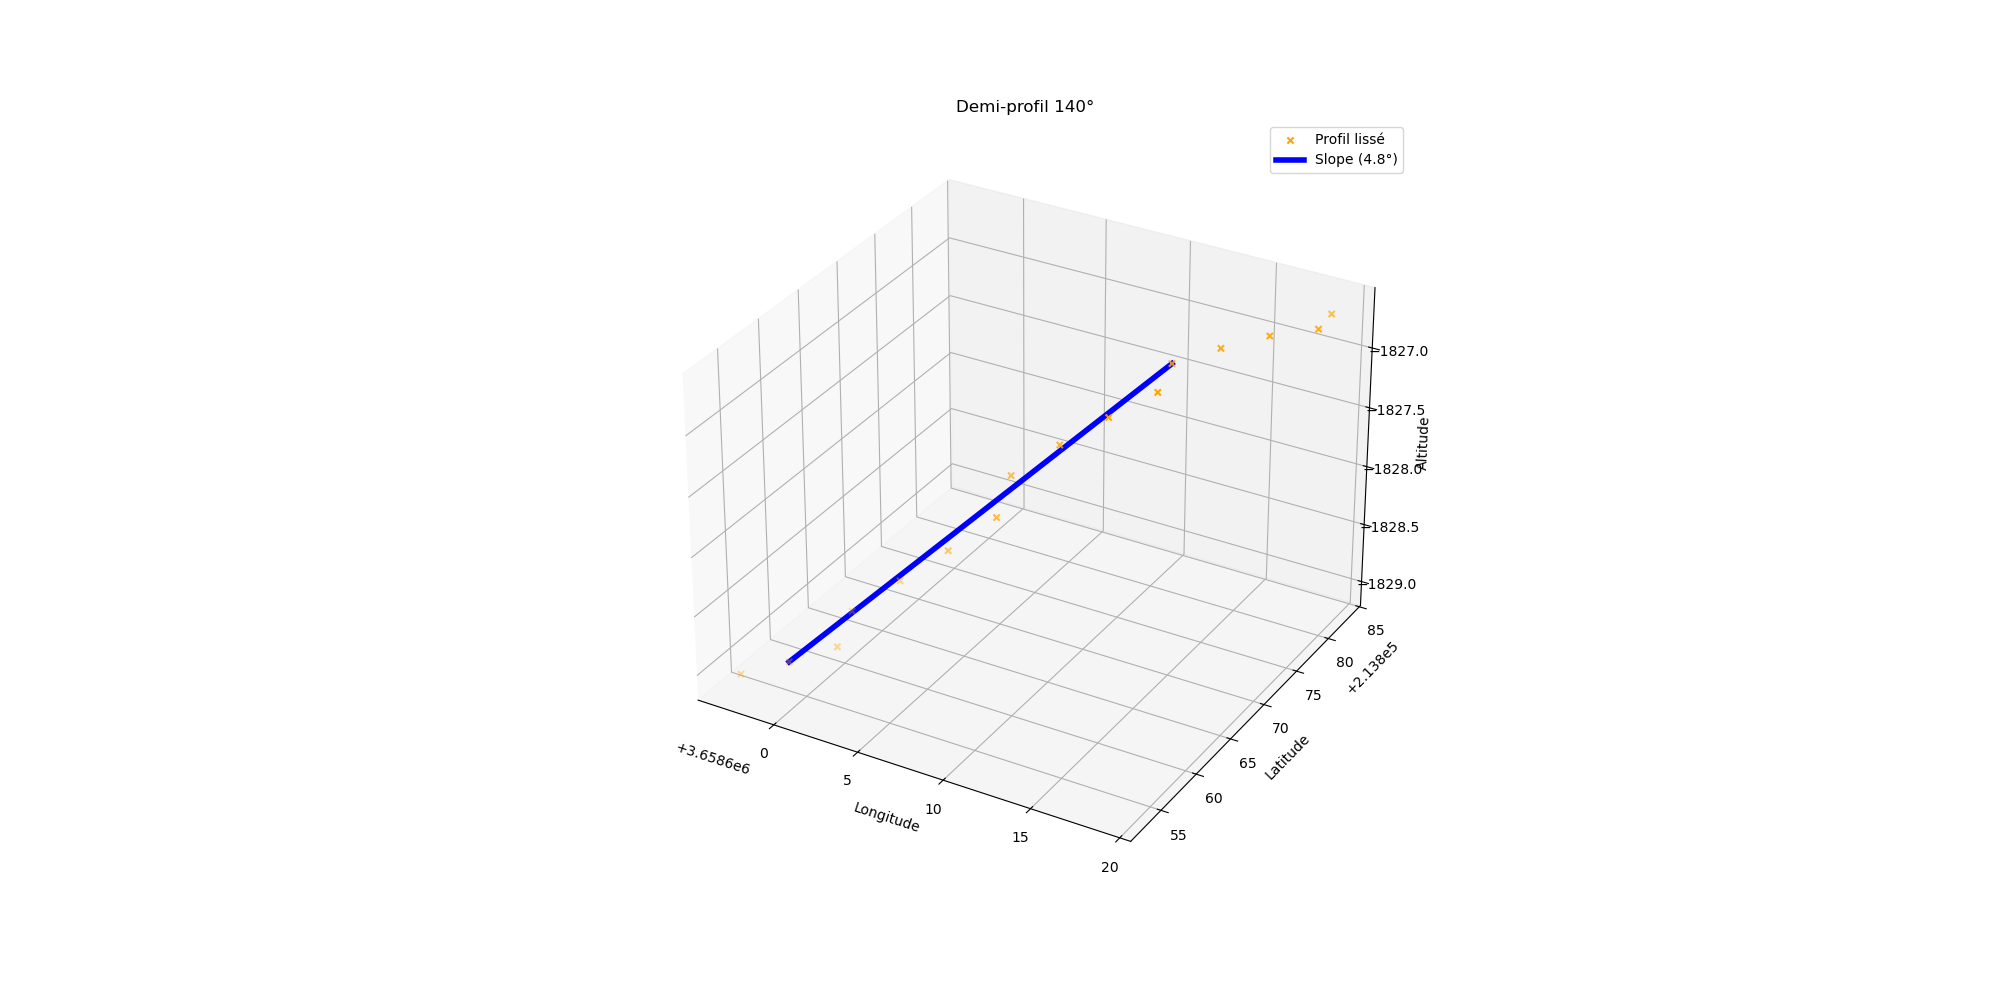 Demi-profil 140°
Profil lissé
Slope (4.8°)
−1827.0
−1827.5
−1828.0
−1828.5
−1829.0
Altitude
85
80
75
70
65
60
55
+2.138e5
Latitude
0
5
10
15
20
+3.6586e6
Longitude